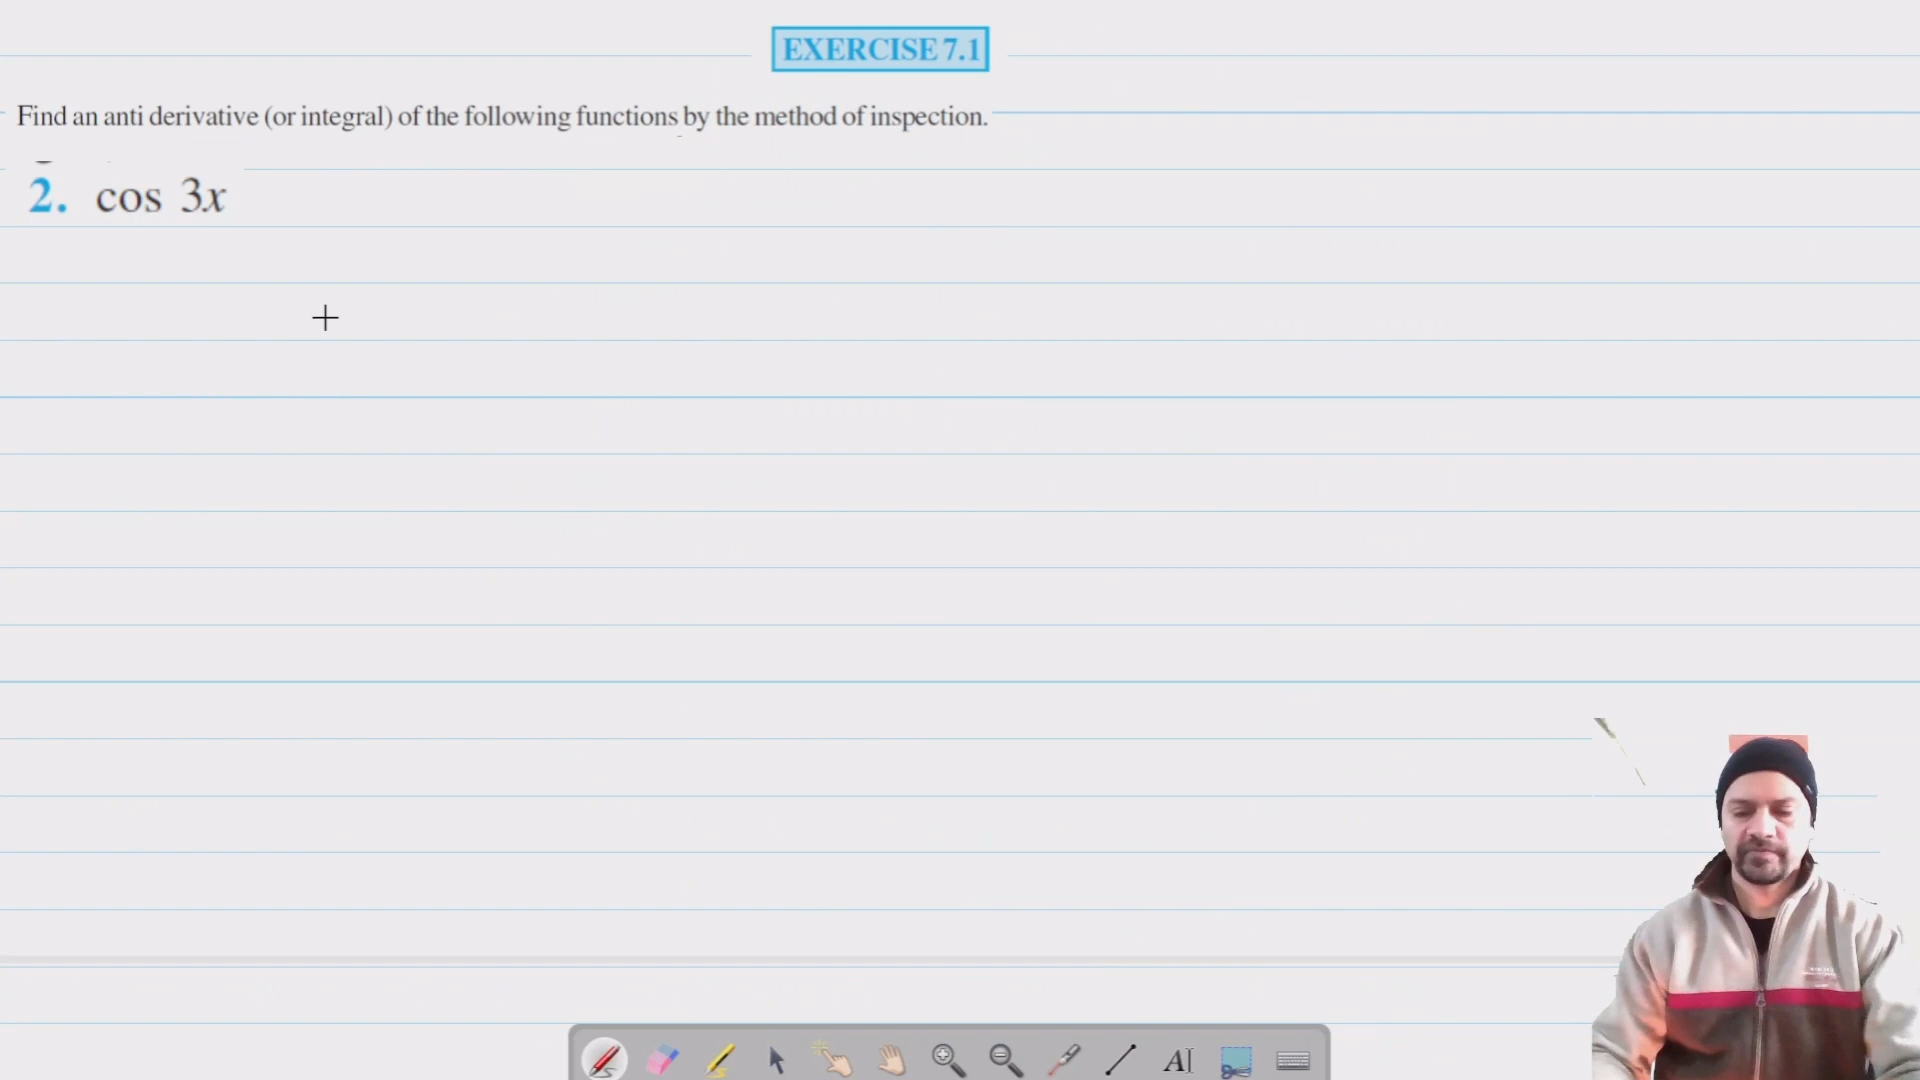 EXERCISE 7.1
Find an anti derivative (or integral) of the following functions by the method of inspection.
2. cos 3x
AI